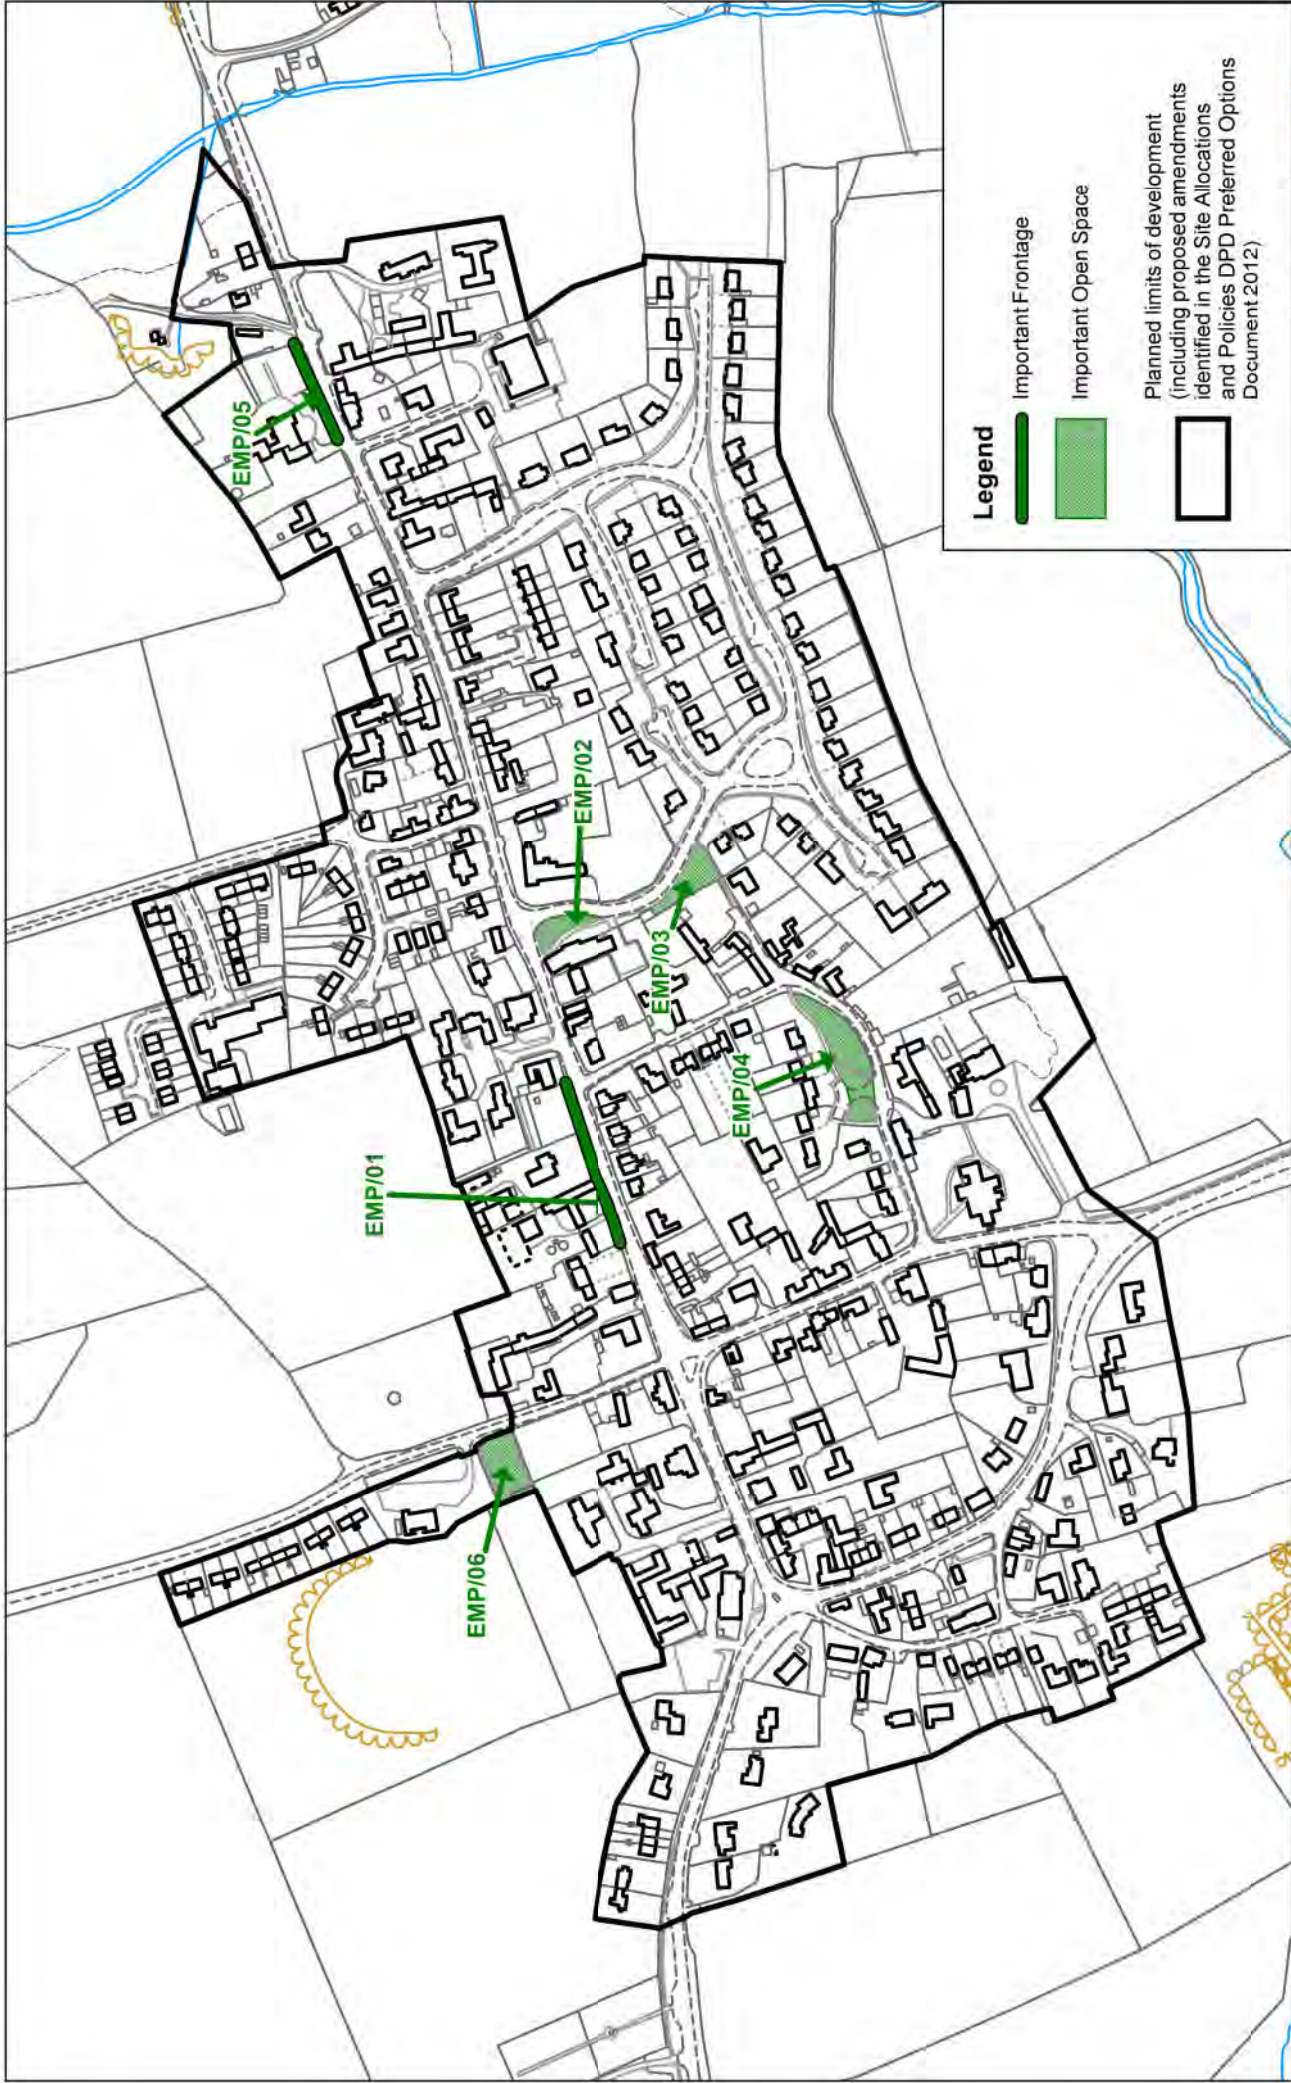 EMP/05
EMP/02
EMP/03
EMP/04
EMP/01
EMP/06
Legend
Important Frontage
Important Open Space
Planned limits of development
(including proposed amendments
identified in the Site Allocations
and Policies DPD Preferred Options
Document 2012)